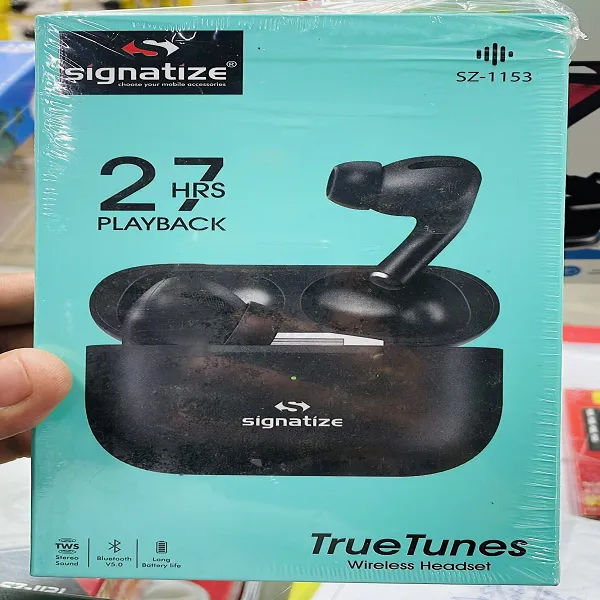 signatize®
choose your mobile accessories
SZ-1153
27 HRS
PLAYBACK
signatize
TWS
Stereo
Sound
Bluetooth
V5.0
Long
Battery life
TrueTunes
Wireless Headset